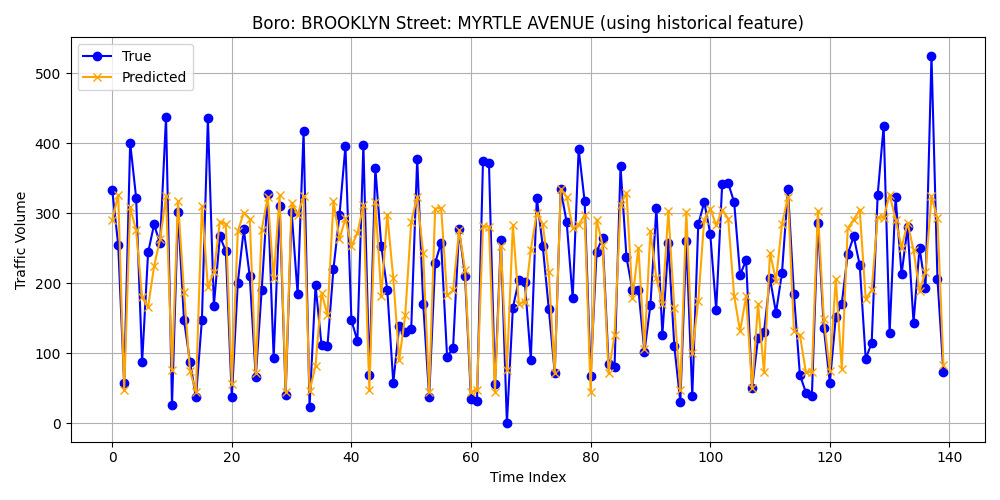 Boro: BROOKLYN Street: MYRTLE AVENUE (using historical feature)
True
Predicted
Traffic Volume
500
400
300
200
100
0
0 20 40 60 80 100 120 140
Time Index